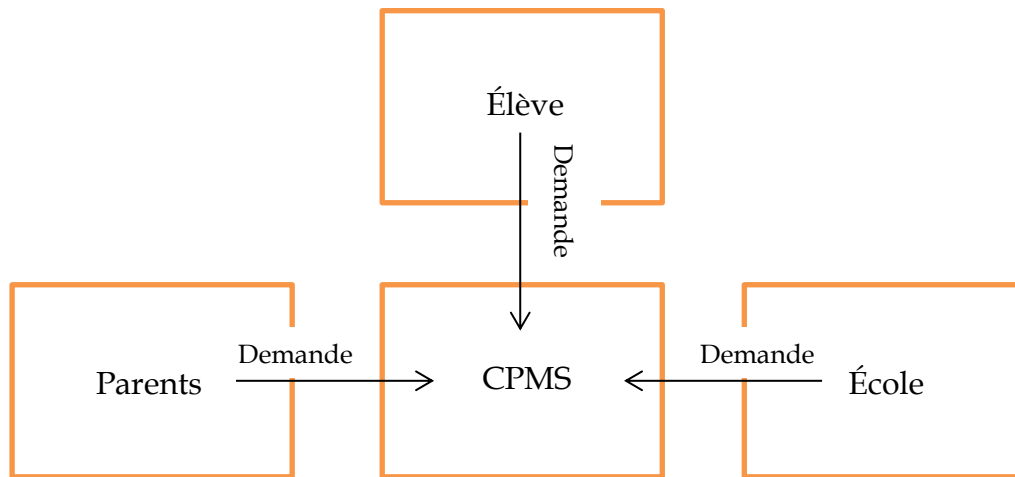 Élève
Demande
Demande
Demande
Parents
CPMS
École